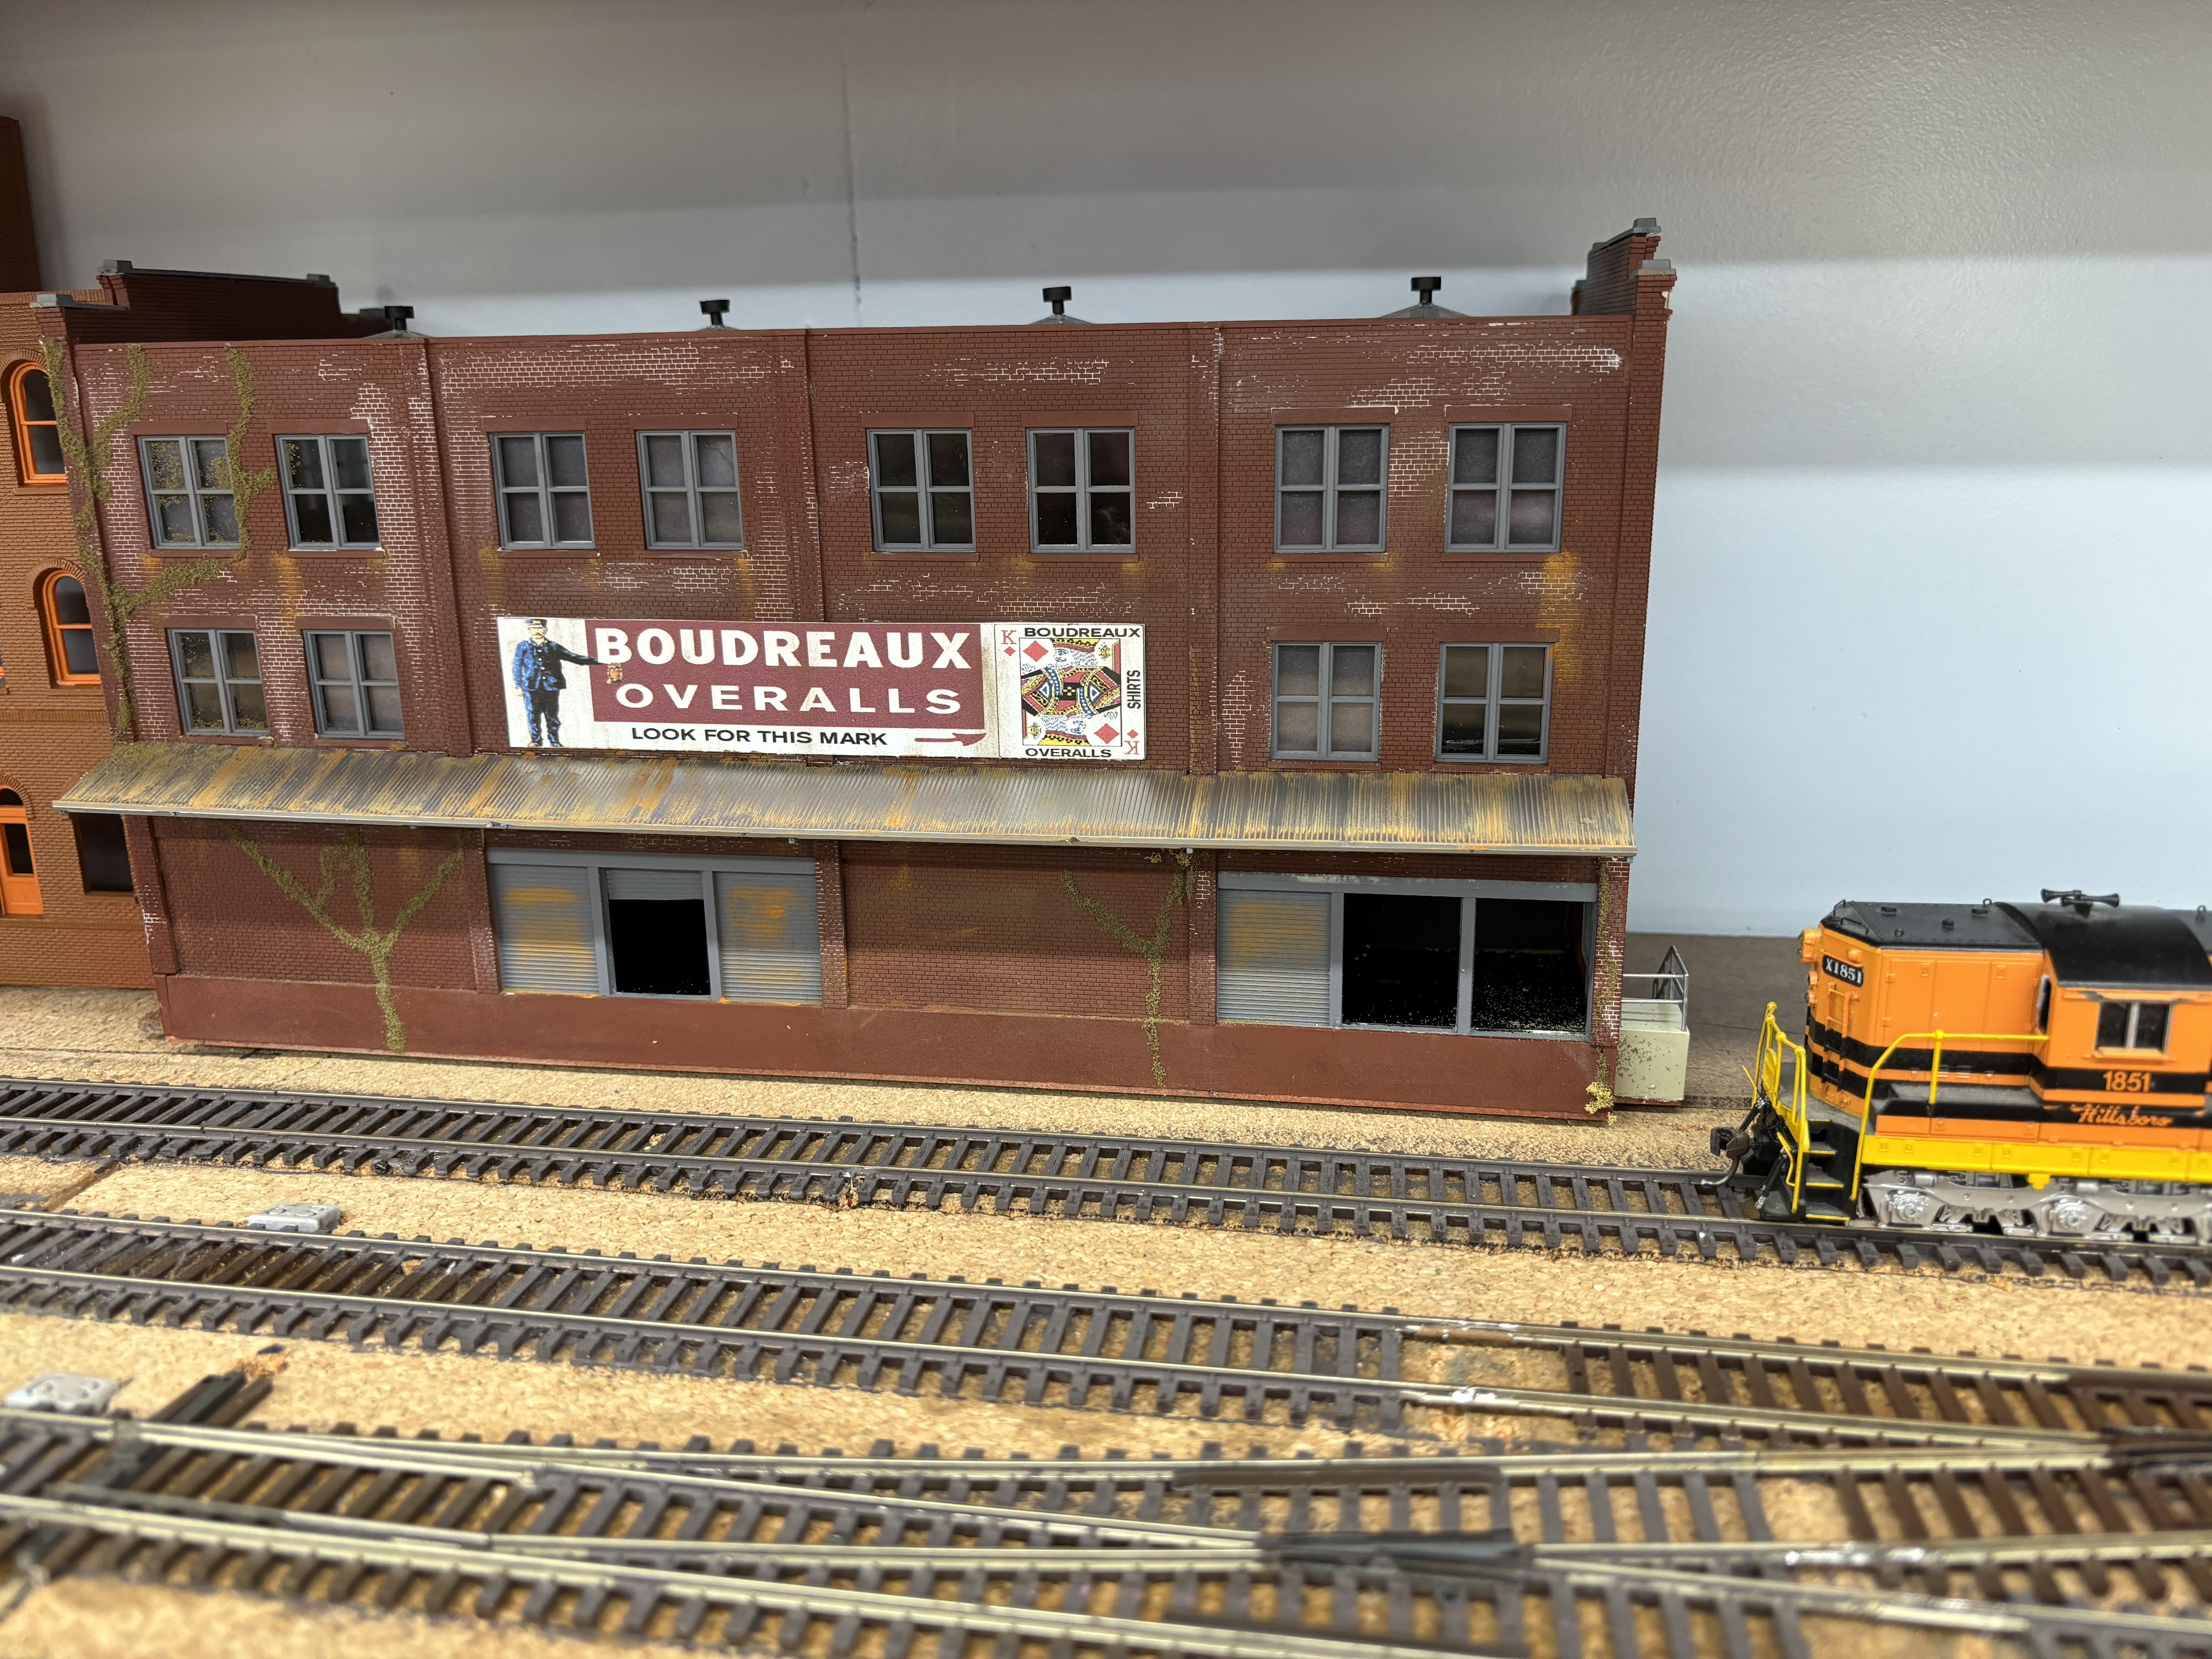 BOUDREAUX
OVERALLS
LOOK FOR THIS MARK
K
BOUDREAUX
SHIRTS
K
OVERALLS
X1851
1851
Hillsboro